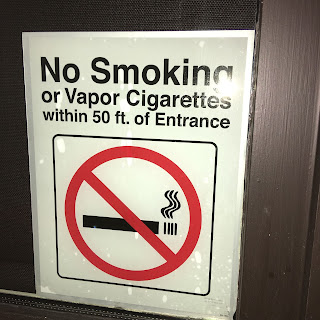 No Smoking
or Vapor Cigarettes
within 50 ft. of Entrance